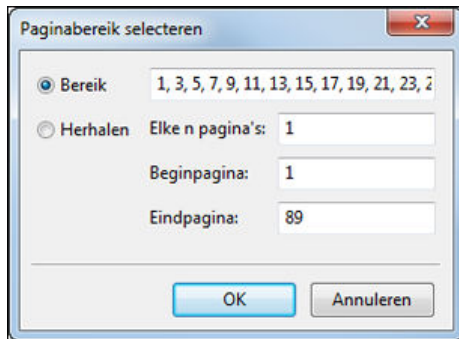 Paginabereik selecteren
Bereik 1, 3, 5, 7, 9, 11, 13, 15, 17, 19, 21, 23, 2
Herhalen Elke n pagina's: 1
Beginpagina: 1
Eindpagina: 89
OK Annuleren